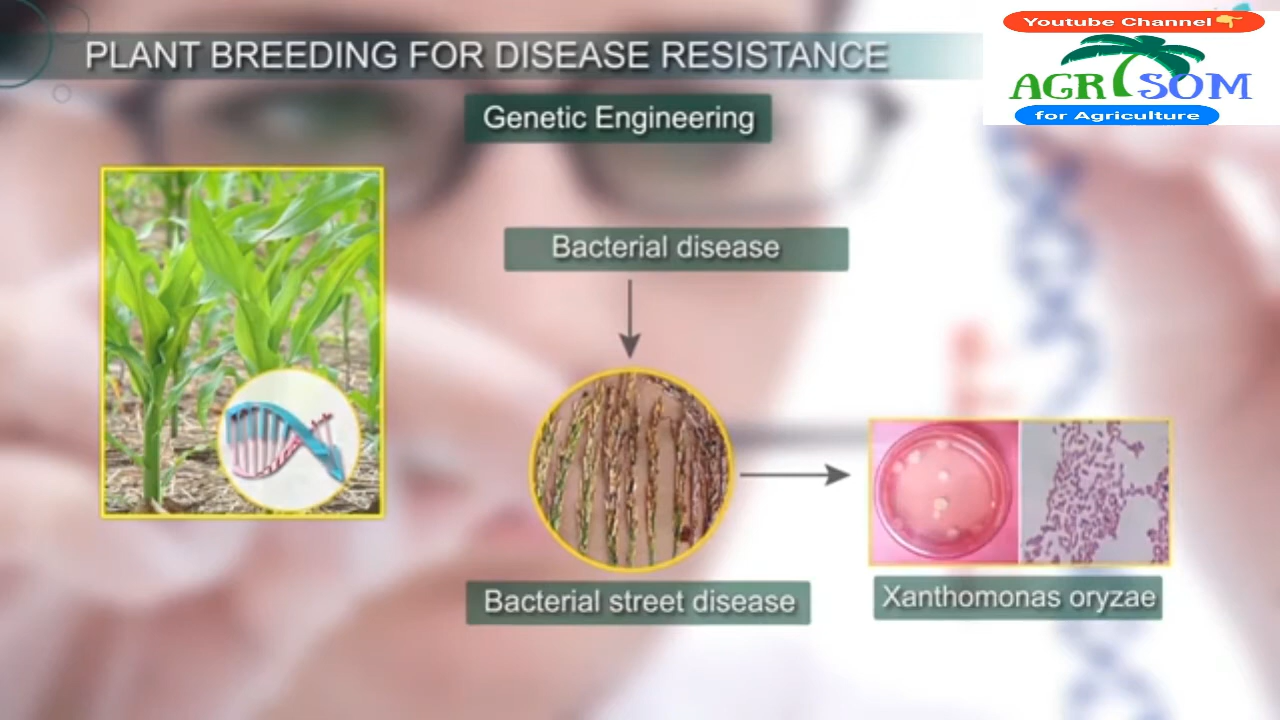 Youtube Channel
AGRISOM
for Agriculture
PLANT BREEDING FOR DISEASE RESISTANCE
Genetic Engineering
Bacterial disease
Bacterial street disease
Xanthomonas oryzae